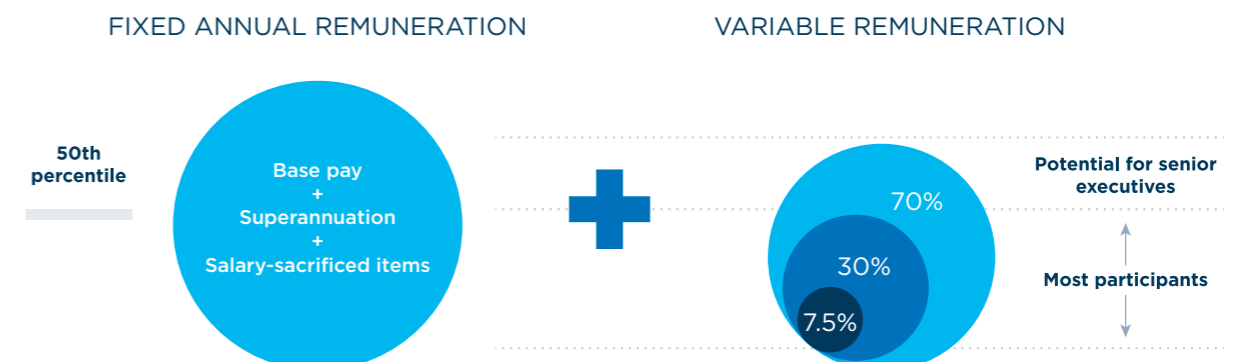 FIXED ANNUAL REMUNERATION
VARIABLE REMUNERATION
50th
percentile
Base pay
+
Superannuation
+
Salary-sacrificed items
70%
30%
7.5%
Potential for senior
executives
Most participants